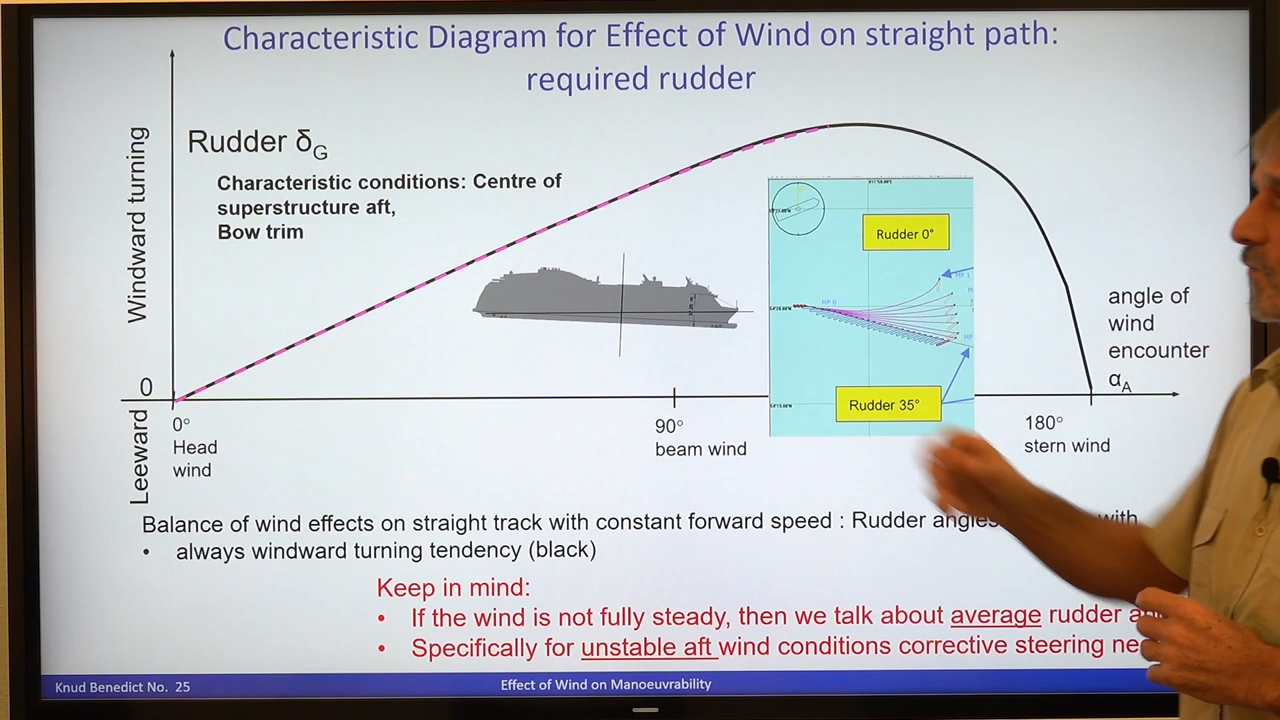 Characteristic Diagram for Effect of Wind on straight path:
required rudder
Windward turning
Rudder δG
Characteristic conditions: Centre of
superstructure aft,
Bow trim
Rudder 0°
MP 1
MP 0
Rudder 35°
angle of
wind
encounter
αA
0
Leeward
0°
Head
wind
90°
beam wind
180°
stern wind
Balance of wind effects on straight track with constant forward speed : Rudder angles with
• always windward turning tendency (black)
Keep in mind:
• If the wind is not fully steady, then we talk about average rudder
• Specifically for unstable aft wind conditions corrective steering
Knud Benedict No. 25
Effect of Wind on Manoeuvrability